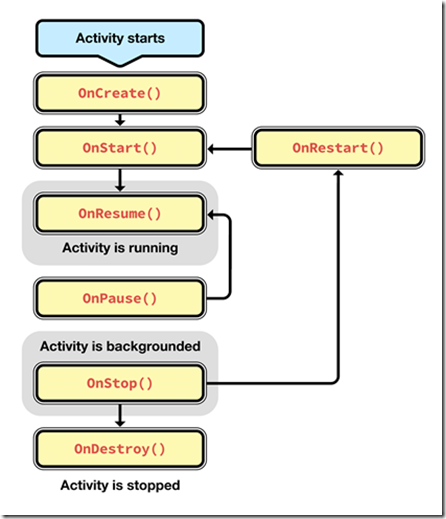 Activity starts
OnCreate()
OnStart()
OnRestart()
OnResume()
Activity is running
OnPause()
Activity is backgrounded
OnStop()
OnDestroy()
Activity is stopped